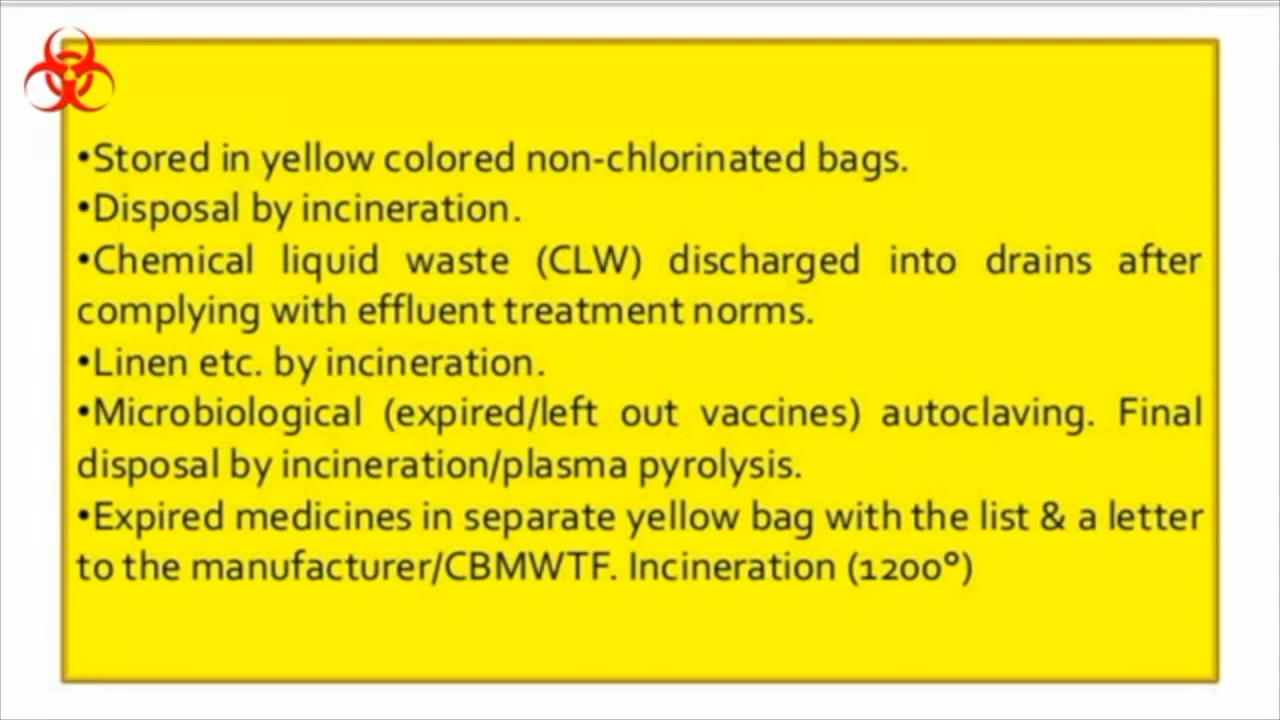 •Stored in yellow colored non-chlorinated bags.
•Disposal by incineration.
•Chemical liquid waste (CLW) discharged into drains after
complying with effluent treatment norms.
•Linen etc. by incineration.
•Microbiological (expired/left out vaccines) autoclaving. Final
disposal by incineration/plasma pyrolysis.
•Expired medicines in separate yellow bag with the list & a letter
to the manufacturer/CBMWTF. Incineration (1200°)